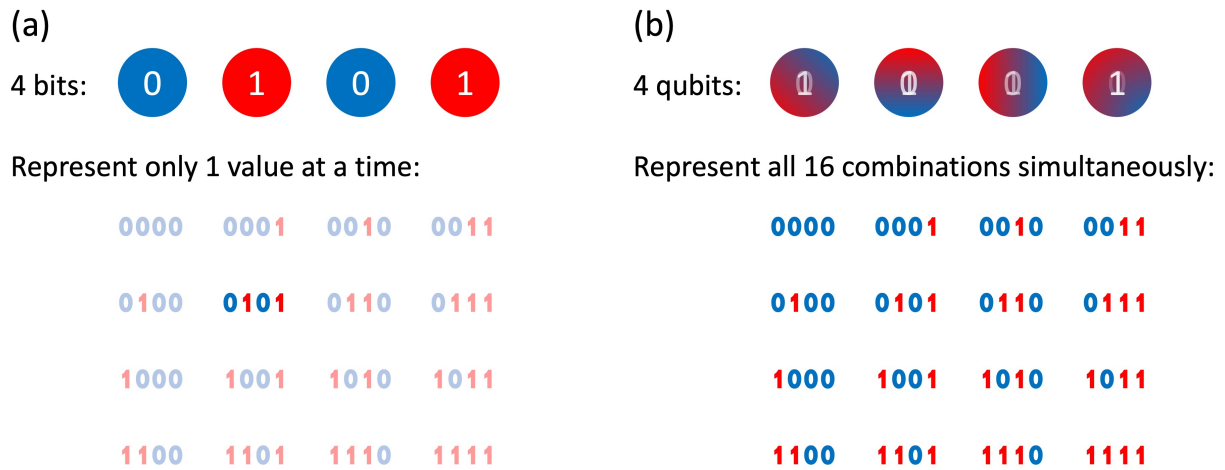 (a)
4 bits: 0 1 0 1
Represent only 1 value at a time:
0000 0001 0010 0011
0100 0101 0110 0111
1000 1001 1010 1011
1100 1101 1110 1111
(b)
4 qubits:
Represent all 16 combinations simultaneously:
0000 0001 0010 0011
0100 0101 0110 0111
1000 1001 1010 1011
1100 1101 1110 1111